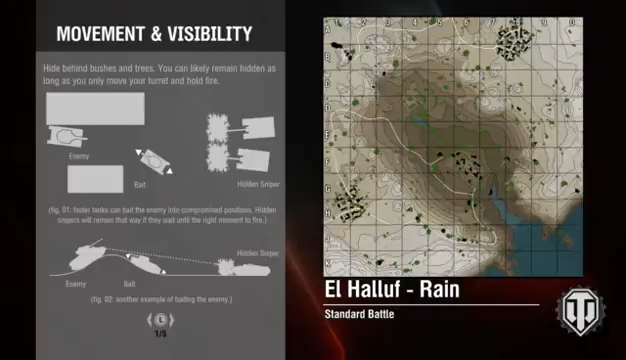 MOVEMENT & VISIBILITY
Hide behind bushes and trees. You can likely remain hidden as
long as you only move your turret and hold fire.
Enemy
Bait
Hidden Sniper
(fig. 01: faster tanks can bait the enemy into compromised positions. Hidden
snipers will remain that way if they wait until the right moment to fire.)
Hidden Sniper
Enemy
Bait
(fig. 02: another example of baiting the enemy.)
L
1/5
A
B
C
D
E
F
G
H
J
K
El Halluf - Rain
Standard Battle